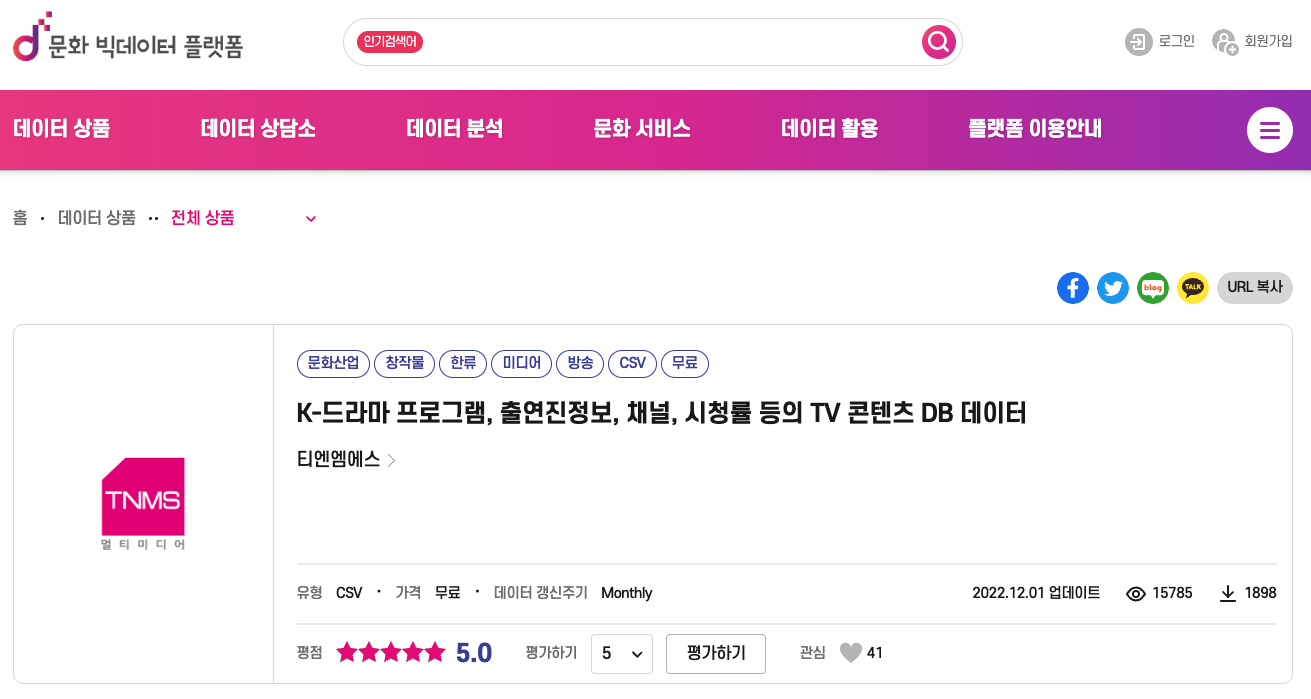 문화 빅데이터 플랫폼
인기검색어
로그인
회원가입
데이터 상품
데이터 상담소
데이터 분석
문화 서비스
데이터 활용
플랫폼 이용안내
홈
데이터 상품
전체 상품
blog
TALK
URL 복사
문화산업
창작물
한류
미디어
방송
CSV
무료
K-드라마 프로그램, 출연진정보, 채널, 시청률 등의 TV 콘텐츠 DB 데이터
티엔엠에스
TNMS
멀티미디어
유형 CSV · 가격 무료 · 데이터 갱신주기 Monthly
2022.12.01 업데이트 15785 1898
평점 5.0 평가하기 5 평가하기 관심 41